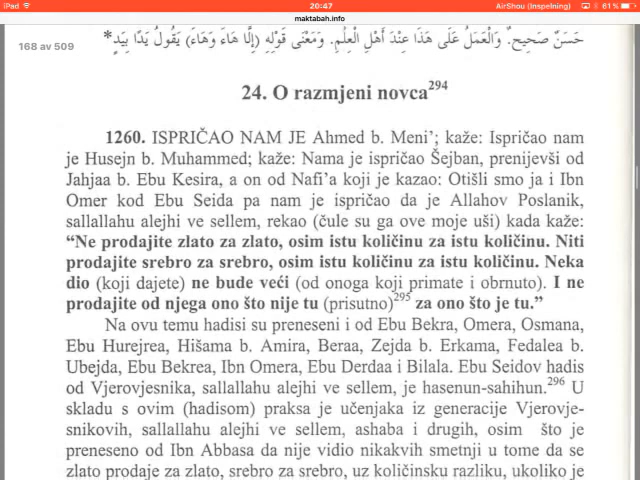 iPad
20:47
AirShou (Inspelning)
61 %
maktabah.info
168 av 509
حَسَنٌ صَحِيحٌ. وَالْعَمَلُ عَلَى هَذَا عِنْدَ أَهْلِ الْعِلْمِ. وَمَعْنَى قَوْلِهِ (إِلَّا هَاءَ وَهَاءَ) يَقُولُ يَدًا بِيَدٍ*
24. O razmjeni novca294
1260. ISPRIČAO NAM JE Ahmed b. Meni’; kaže: Ispričao nam
je Husejn b. Muhammed; kaže: Nama je ispričao Šejban, prenijevši od
Jahjaa b. Ebu Kesira, a on od Nafi’a koji je kazao: Otišli smo ja i Ibn
Omer kod Ebu Seida pa nam je ispričao da je Allahov Poslanik,
sallallahu alejhi ve sellem, rekao (čule su ga ove moje uši) kada kaže:
“Ne prodajite zlato za zlato, osim istu količinu za istu količinu. Niti
prodajite srebro za srebro, osim istu količinu za istu količinu. Neka
dio (koji dajete) ne bude veći (od onoga koji primate i obrnuto). I ne
prodajite od njega ono što nije tu (prisutno)295 za ono što je tu.”
Na ovu temu hadisi su preneseni i od Ebu Bekra, Omera, Osmana,
Ebu Hurejrea, Hišama b. Amira, Beraa, Zejda b. Erkama, Fedalea b.
Ubejda, Ebu Bekrea, Ibn Omera, Ebu Derdaa i Bilala. Ebu Seidov hadis
od Vjerovjesnika, sallallahu alejhi ve sellem, je hasenun-sahihun.296 U
skladu s ovim (hadisom) praksa je učenjaka iz generacije Vjerovje-
snikovih, sallallahu alejhi ve sellem, ashaba i drugih, osim što je
preneseno od Ibn Abbasa da nije vidio nikakvih smetnji u tome da se
zlato prodaje za zlato, srebro za srebro, uz količinsku razliku, ukoliko je